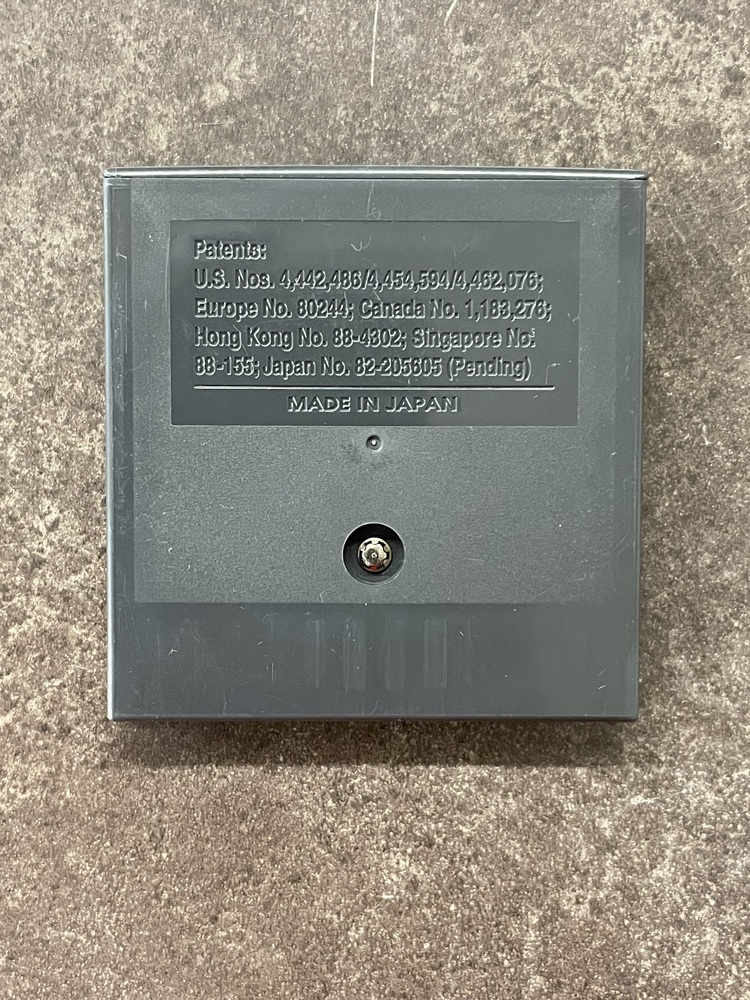 Patents:
U.S. Nos. 4,442,486/4,454,594/4,462,076;
Europe No. 80244; Canada No. 1,183,276;
Hong Kong No. 88-4302; Singapore No.
88-155; Japan No. 82-205605 (Pending)
MADE IN JAPAN